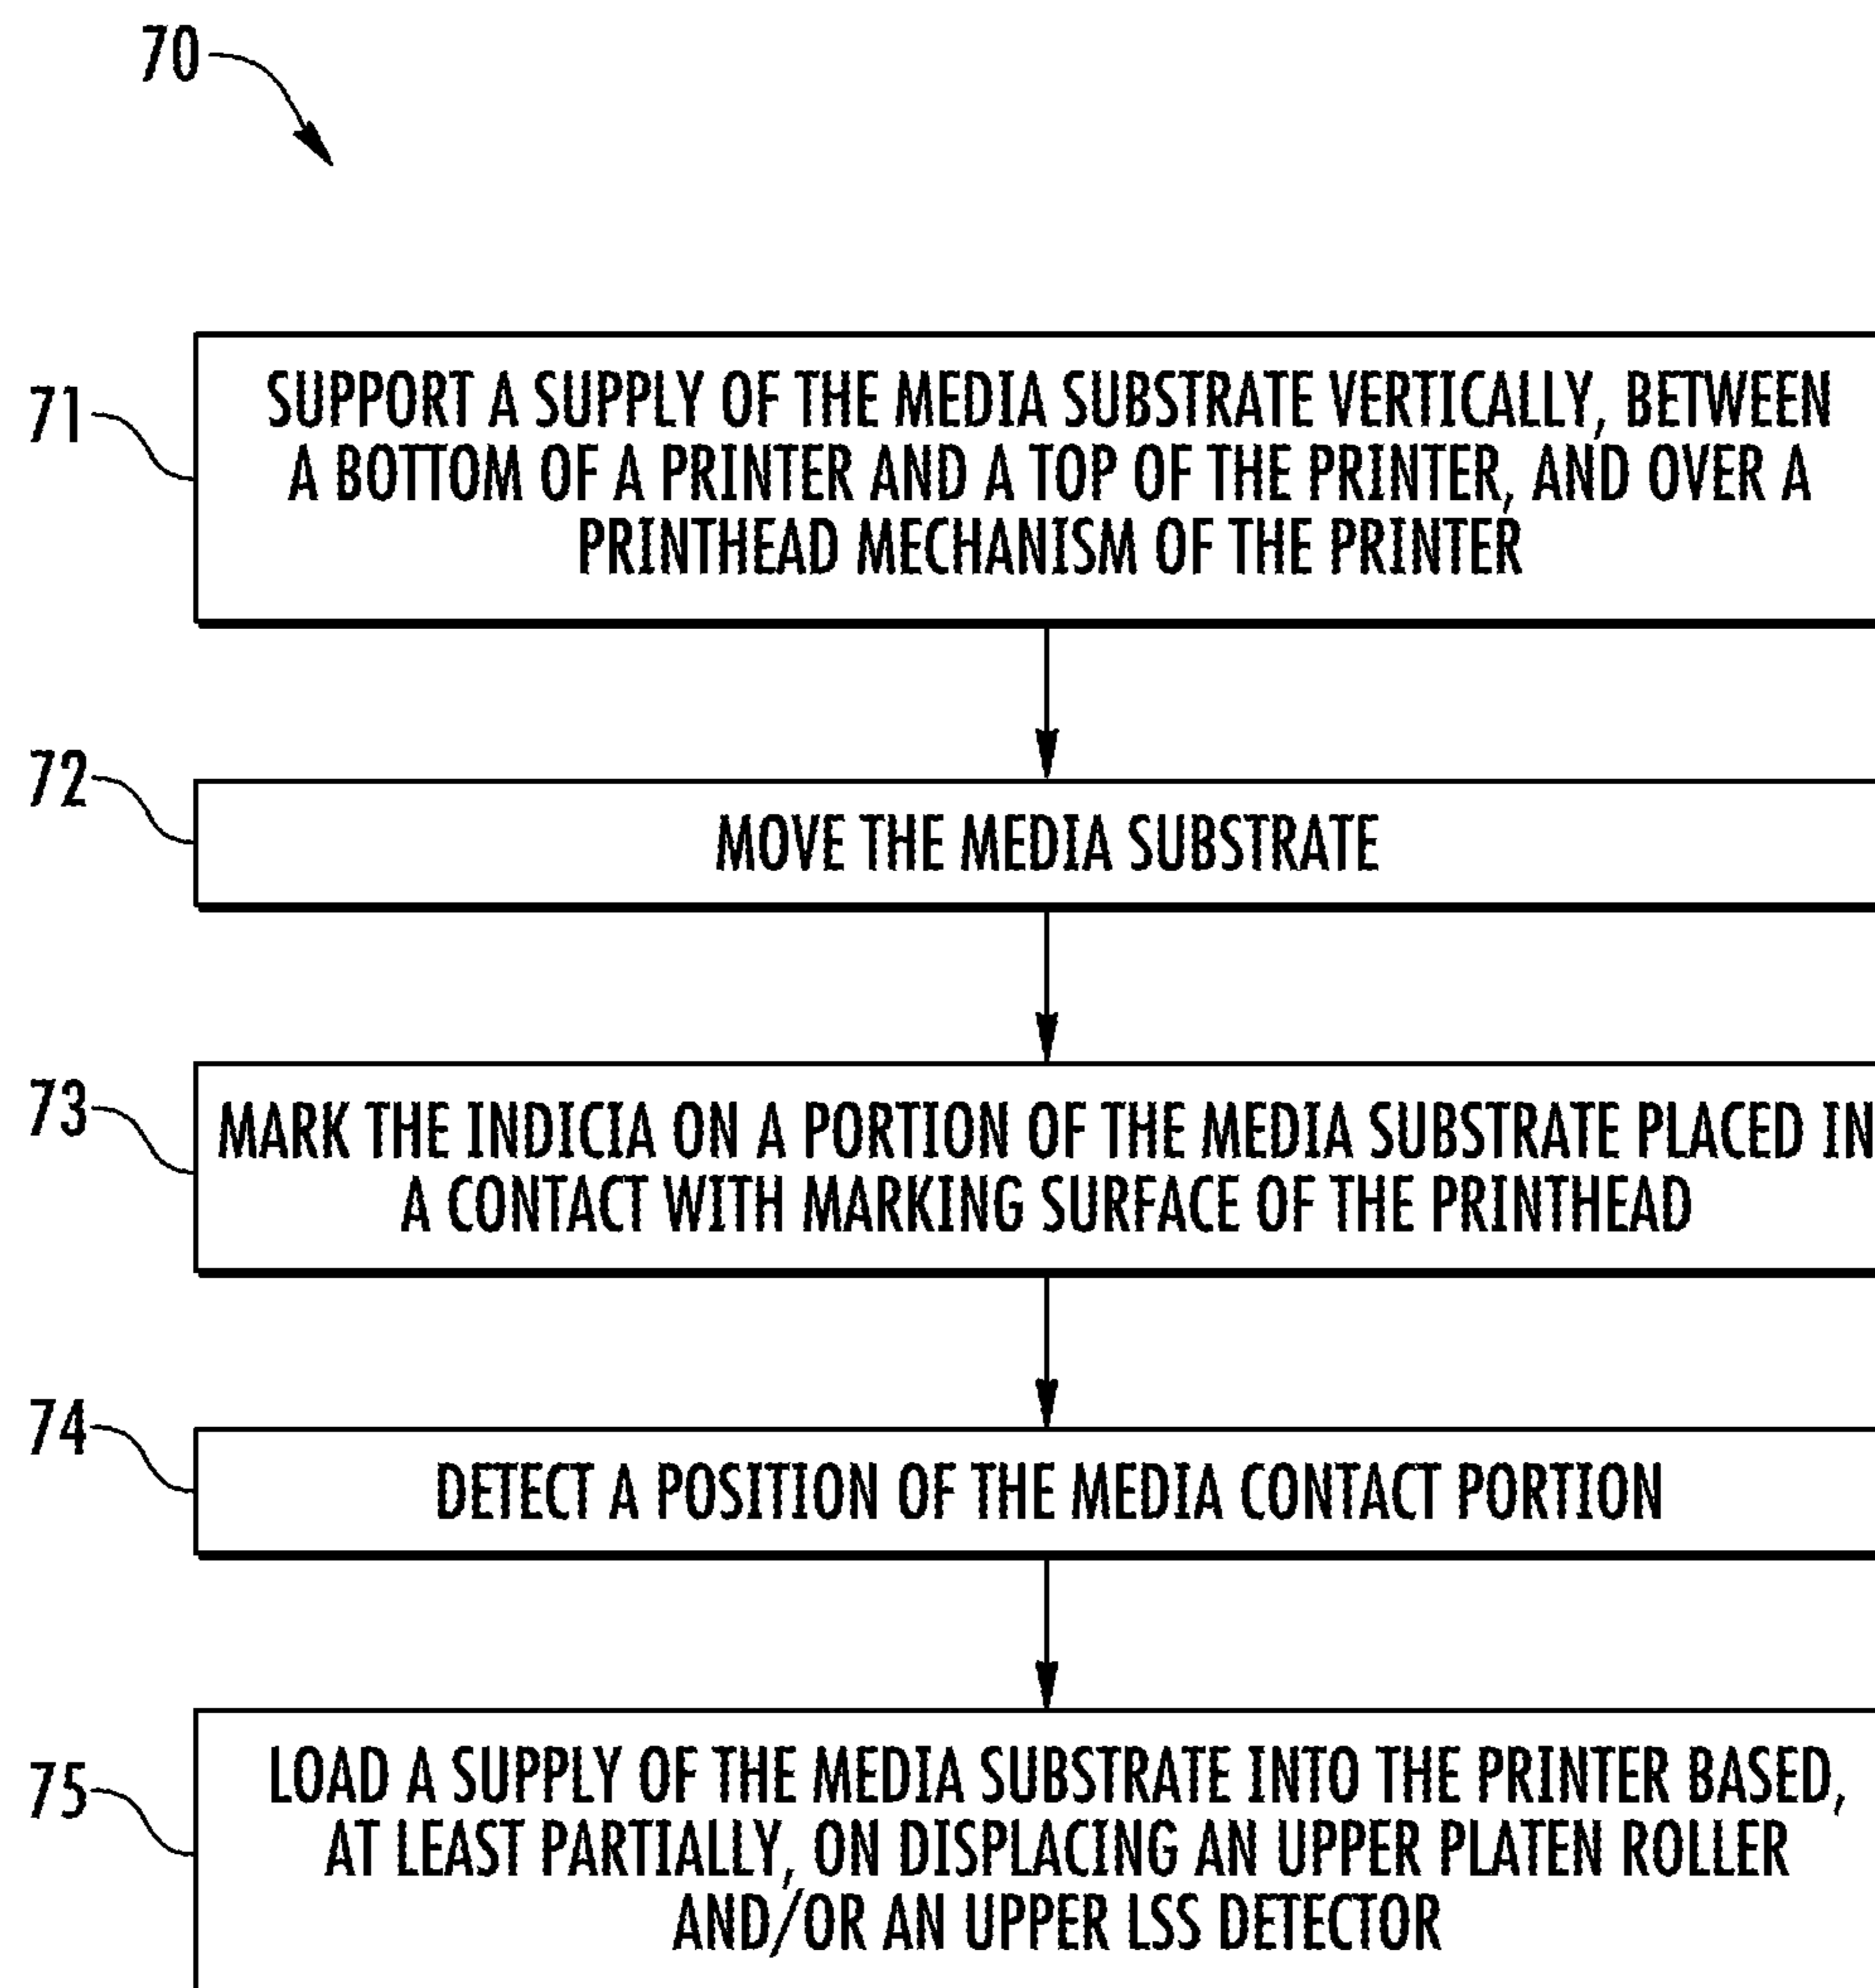 70
71
SUPPORT A SUPPLY OF THE MEDIA SUBSTRATE VERTICALLY, BETWEEN
A BOTTOM OF A PRINTER AND A TOP OF THE PRINTER, AND OVER A
PRINTHEAD MECHANISM OF THE PRINTER
72
MOVE THE MEDIA SUBSTRATE
73
MARK THE INDICIA ON A PORTION OF THE MEDIA SUBSTRATE PLACED IN
A CONTACT WITH MARKING SURFACE OF THE PRINTHEAD
74
DETECT A POSITION OF THE MEDIA CONTACT PORTION
75
LOAD A SUPPLY OF THE MEDIA SUBSTRATE INTO THE PRINTER BASED,
AT LEAST PARTIALLY, ON DISPLACING AN UPPER PLATEN ROLLER
AND/OR AN UPPER LSS DETECTOR